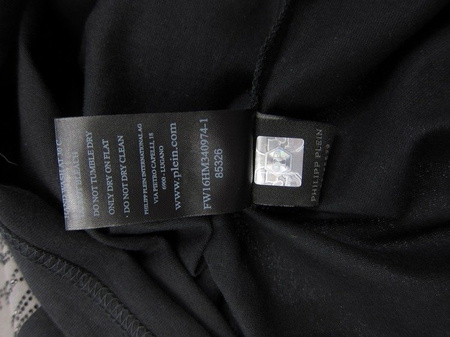 BLEACH
DO NOT TUMBLE DRY
ONLY DRY ON FLAT
· DO NOT DRY CLEAN
PHILIPP PLEIN INTERNATIONAL AG
VIA PIETRO CAPELLI, 18
6900 - LUGANO
www.plein.com
FW16HM340974-1
85326
PHILIPP PLEIN